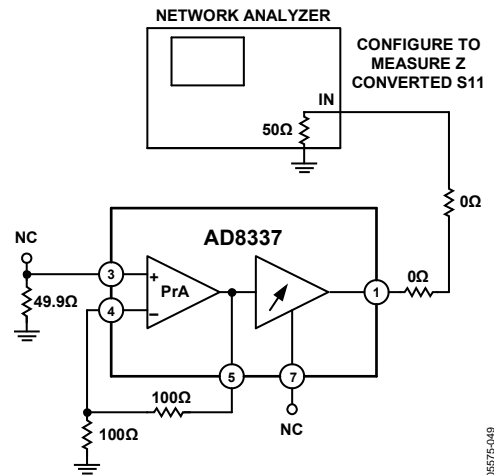 NETWORK ANALYZER
CONFIGURE TO
MEASURE Z
CONVERTED S11
IN
50Ω
0Ω
0Ω
AD8337
NC
3
+
PrA
4
−
1
49.9Ω
5
7
100Ω
NC
100Ω
05575-049